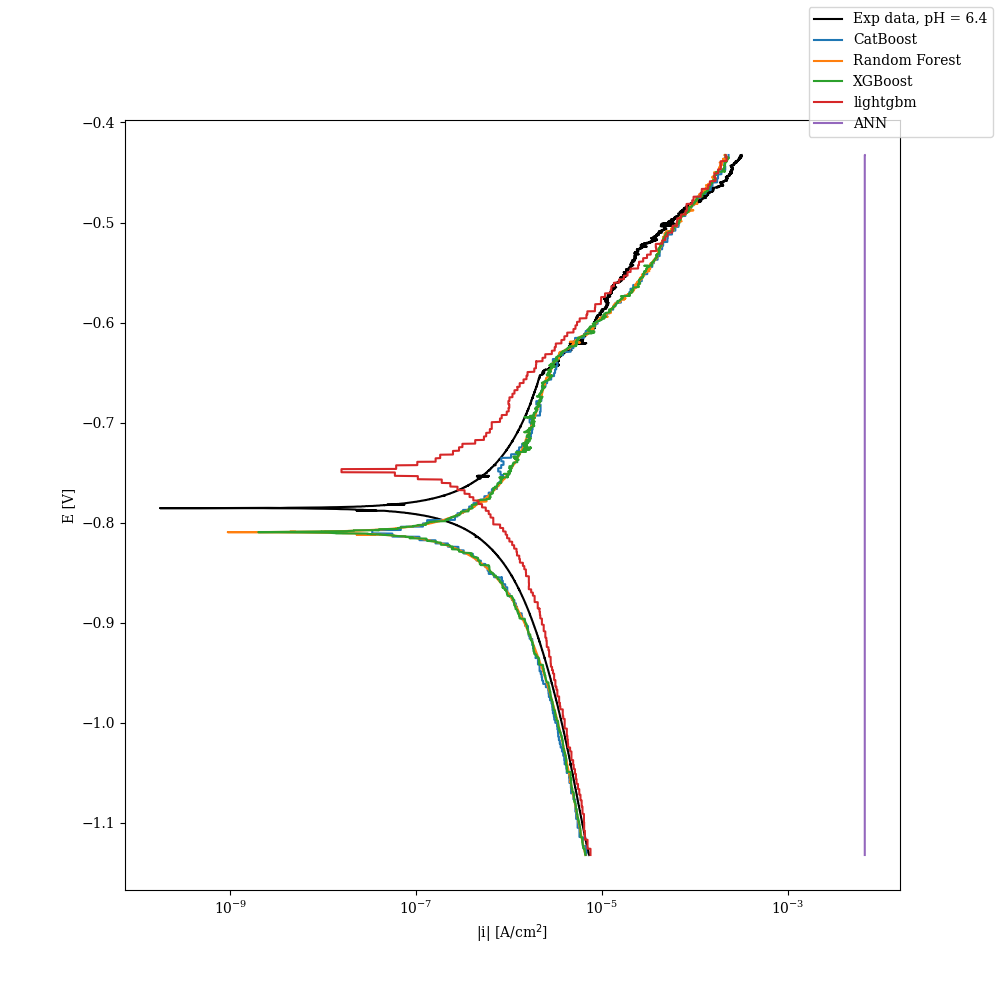 Exp data, pH = 6.4
CatBoost
Random Forest
XGBoost
lightgbm
ANN
−0.4
−0.5
−0.6
−0.7
−0.8
−0.9
−1.0
−1.1
E [V]
10⁻⁹
10⁻⁷
10⁻⁵
10⁻³
|i| [A/cm²]